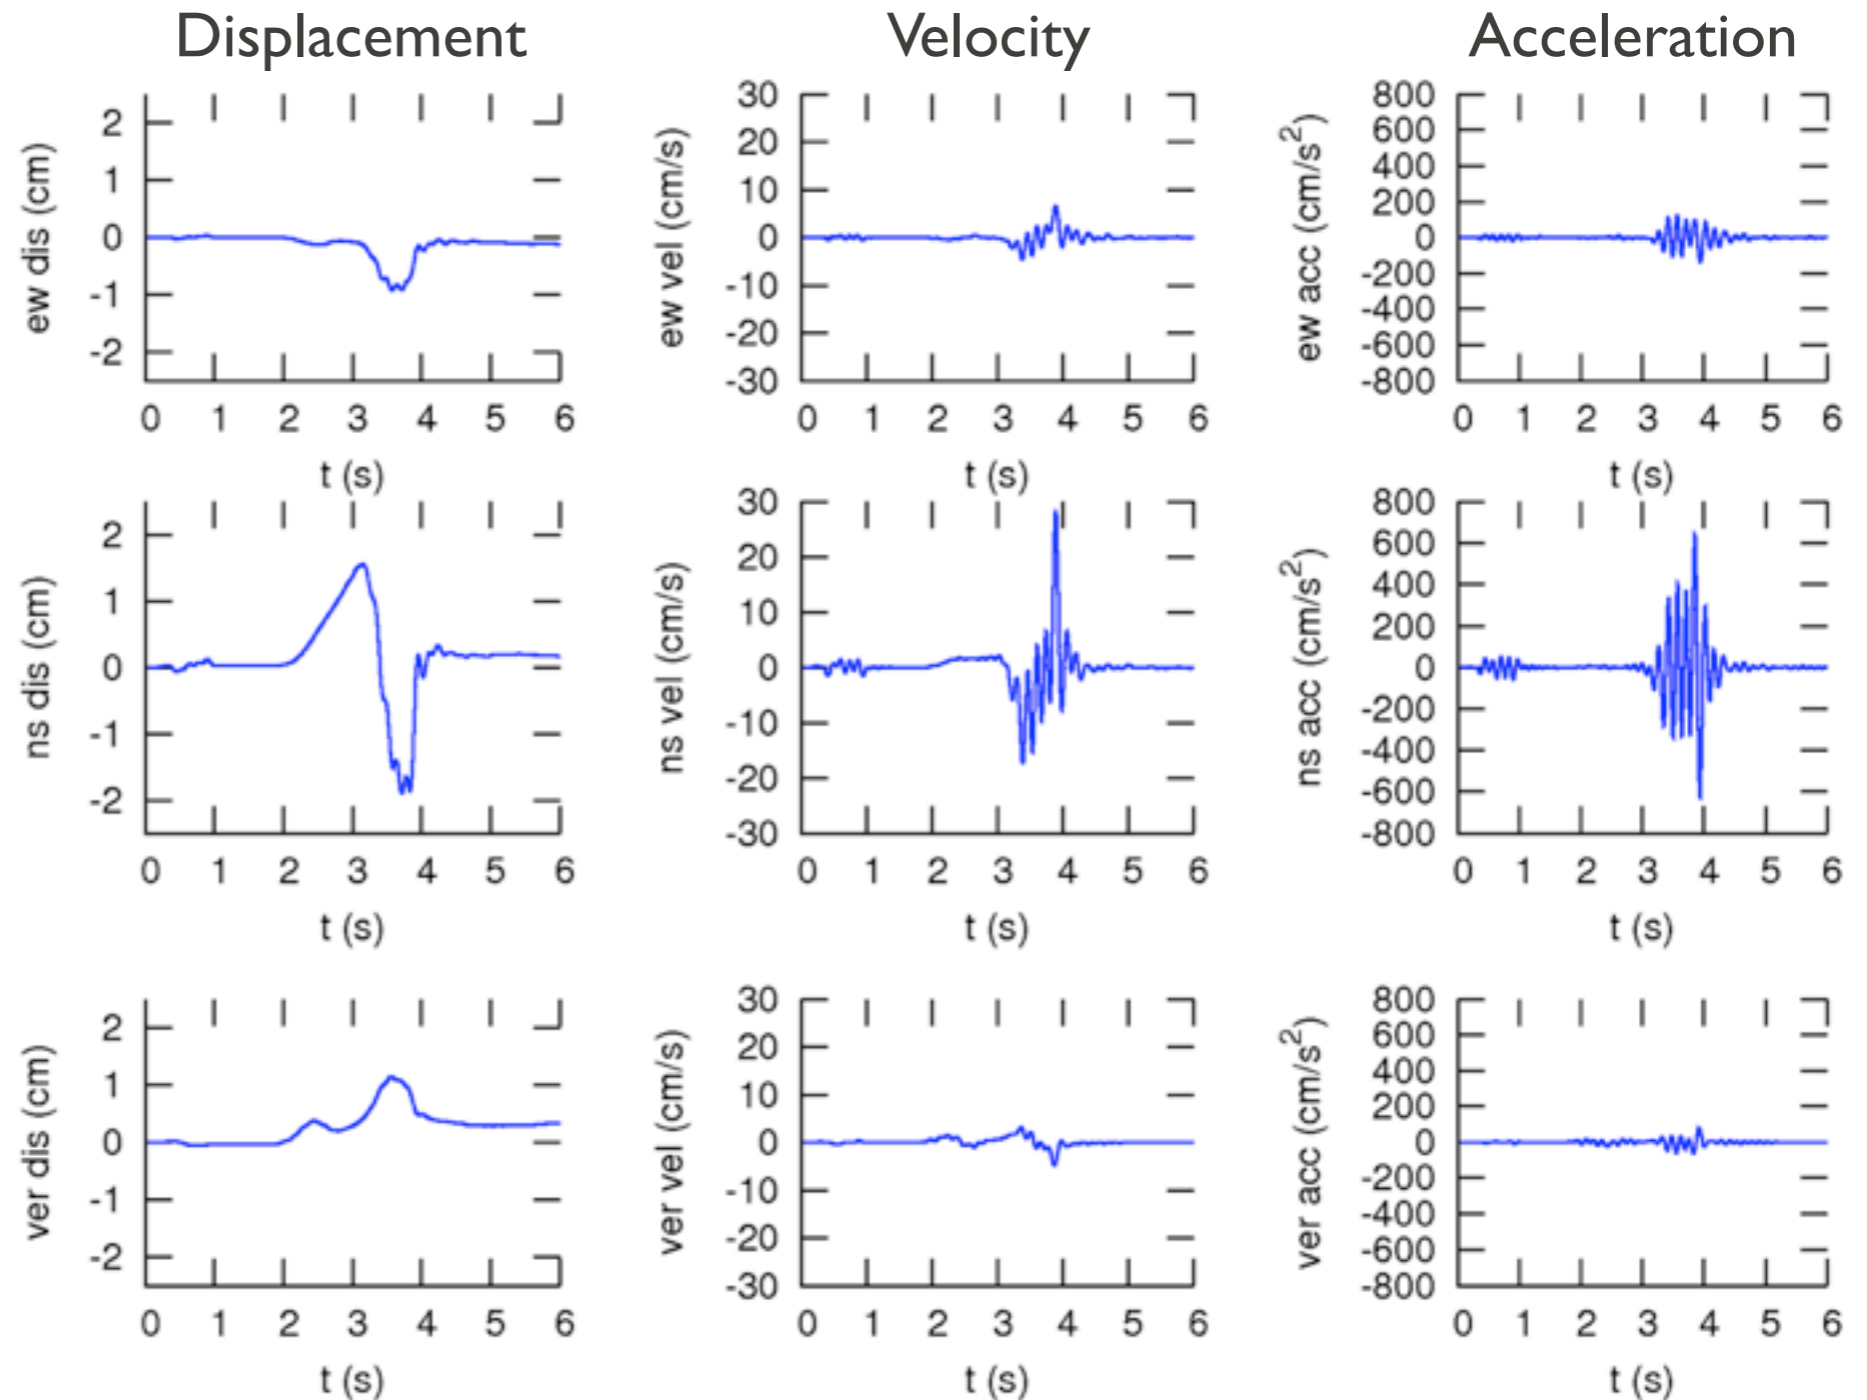 Displacement
Velocity
Acceleration
ew dis (cm)
2
1
0
-1
-2
0 1 2 3 4 5 6
t (s)
ew vel (cm/s)
30
20
10
0
-10
-20
-30
0 1 2 3 4 5 6
t (s)
ew acc (cm/s²)
800
600
400
200
0
-200
-400
-600
-800
0 1 2 3 4 5 6
t (s)
ns dis (cm)
2
1
0
-1
-2
0 1 2 3 4 5 6
t (s)
ns vel (cm/s)
30
20
10
0
-10
-20
-30
0 1 2 3 4 5 6
t (s)
ns acc (cm/s²)
800
600
400
200
0
-200
-400
-600
-800
0 1 2 3 4 5 6
t (s)
ver dis (cm)
2
1
0
-1
-2
0 1 2 3 4 5 6
t (s)
ver vel (cm/s)
30
20
10
0
-10
-20
-30
0 1 2 3 4 5 6
t (s)
ver acc (cm/s²)
800
600
400
200
0
-200
-400
-600
-800
0 1 2 3 4 5 6
t (s)